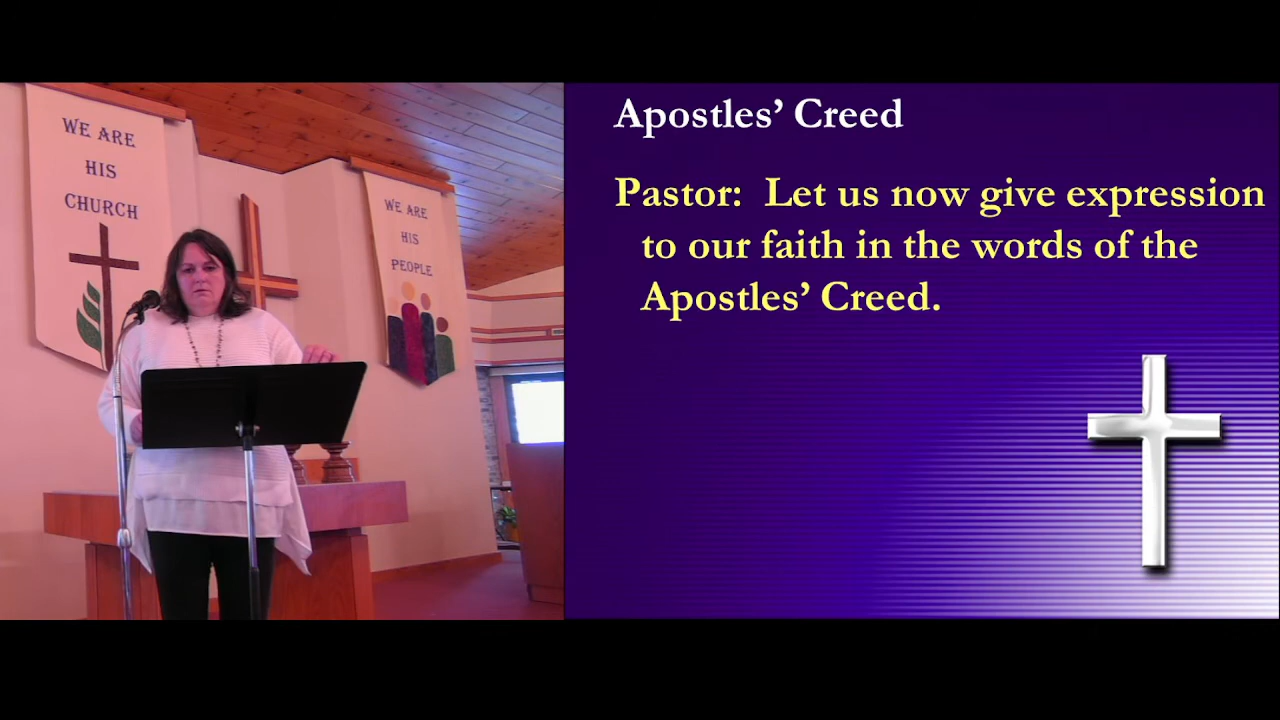 WE ARE
HIS
CHURCH
WE ARE
HIS
PEOPLE
Apostles’ Creed
Pastor:  Let us now give expression
to our faith in the words of the
Apostles’ Creed.